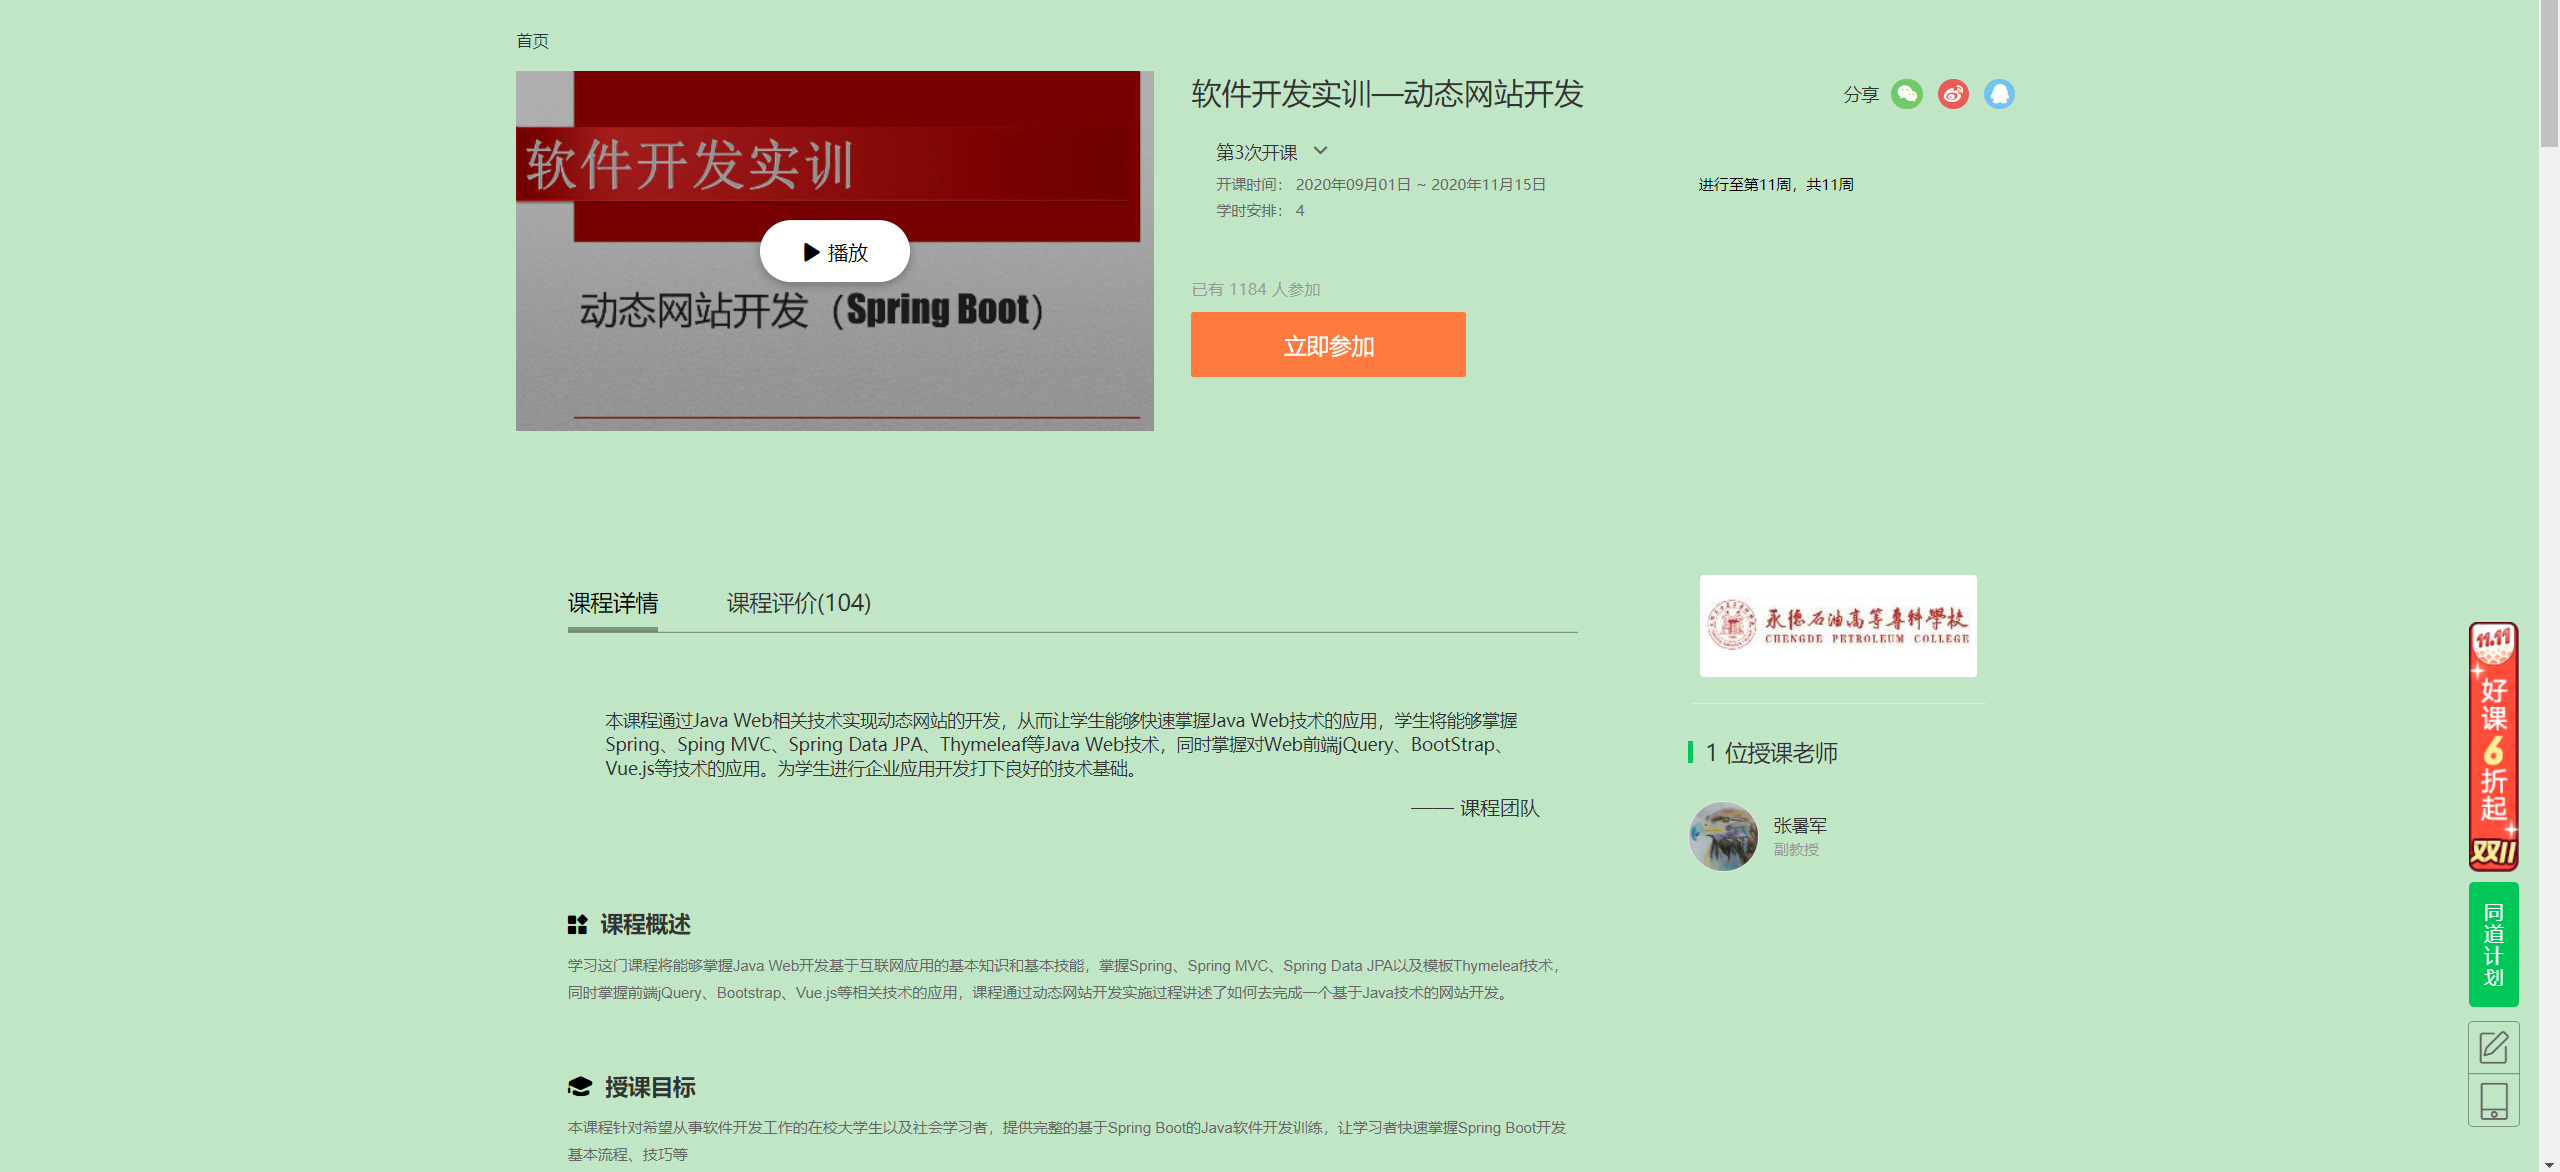 首页
软件开发实训
播放
动态网站开发（Spring Boot）
软件开发实训—动态网站开发
分享
第3次开课
开课时间： 2020年09月01日 ~ 2020年11月15日
进行至第11周，共11周
学时安排： 4
已有 1184 人参加
立即参加
课程详情
课程评价(104)
本课程通过Java Web相关技术实现动态网站的开发，从而让学生能够快速掌握Java Web技术的应用，学生将能够掌握
Spring、Sping MVC、Spring Data JPA、Thymeleaf等Java Web技术，同时掌握对Web前端jQuery、BootStrap、
Vue.js等技术的应用。为学生进行企业应用开发打下良好的技术基础。
—— 课程团队
课程概述
学习这门课程将能够掌握Java Web开发基于互联网应用的基本知识和基本技能，掌握Spring、Spring MVC、Spring Data JPA以及模板Thymeleaf技术，
同时掌握前端jQuery、Bootstrap、Vue.js等相关技术的应用，课程通过动态网站开发实施过程讲述了如何去完成一个基于Java技术的网站开发。
授课目标
本课程针对希望从事软件开发工作的在校大学生以及社会学习者，提供完整的基于Spring Boot的Java软件开发训练，让学习者快速掌握Spring Boot开发
基本流程、技巧等
承德石油高等專科學校
CHENGDE PETROLEUM COLLEGE
1 位授课老师
张暑军
副教授
11.11
好课6折起
双11
同道计划